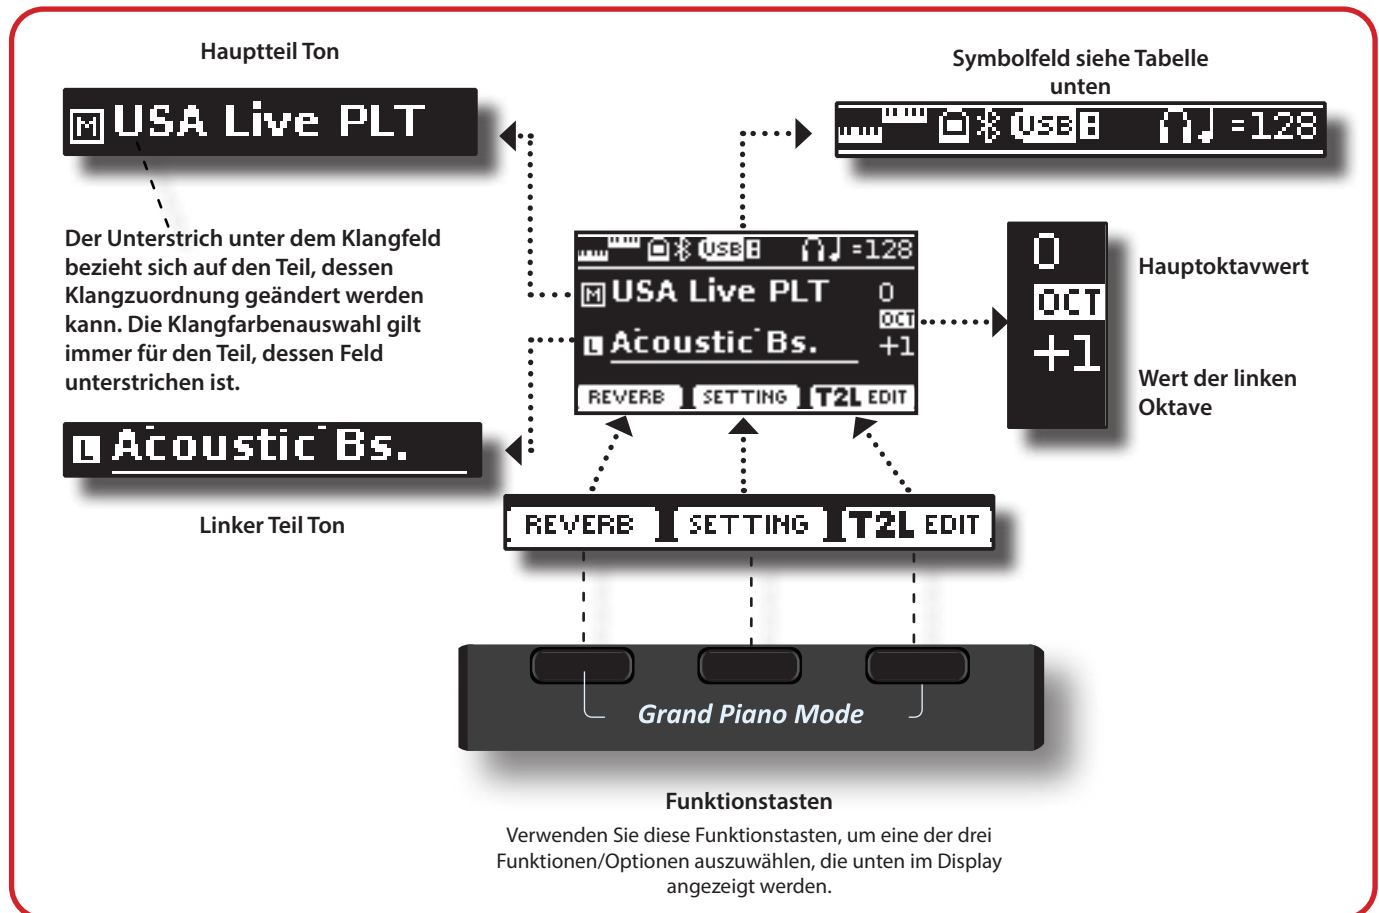 Hauptteil Ton
M USA Live PLT
Der Unterstrich unter dem Klangfeld
bezieht sich auf den Teil, dessen
Klangzuordnung geändert werden
kann. Die Klangfarbenauswahl gilt
immer für den Teil, dessen Feld
unterstrichen ist.
L Acoustic Bs.
Linker Teil Ton
Symbolfeld siehe Tabelle
unten
USB =128
USB =128
M USA Live PLT 0
OCT
L Acoustic Bs. +1
REVERB SETTING T2L EDIT
0
OCT
+1
Hauptoktavwert
Wert der linken
Oktave
REVERB SETTING T2L EDIT
Grand Piano Mode
Funktionstasten
Verwenden Sie diese Funktionstasten, um eine der drei
Funktionen/Optionen auszuwählen, die unten im Display
angezeigt werden.